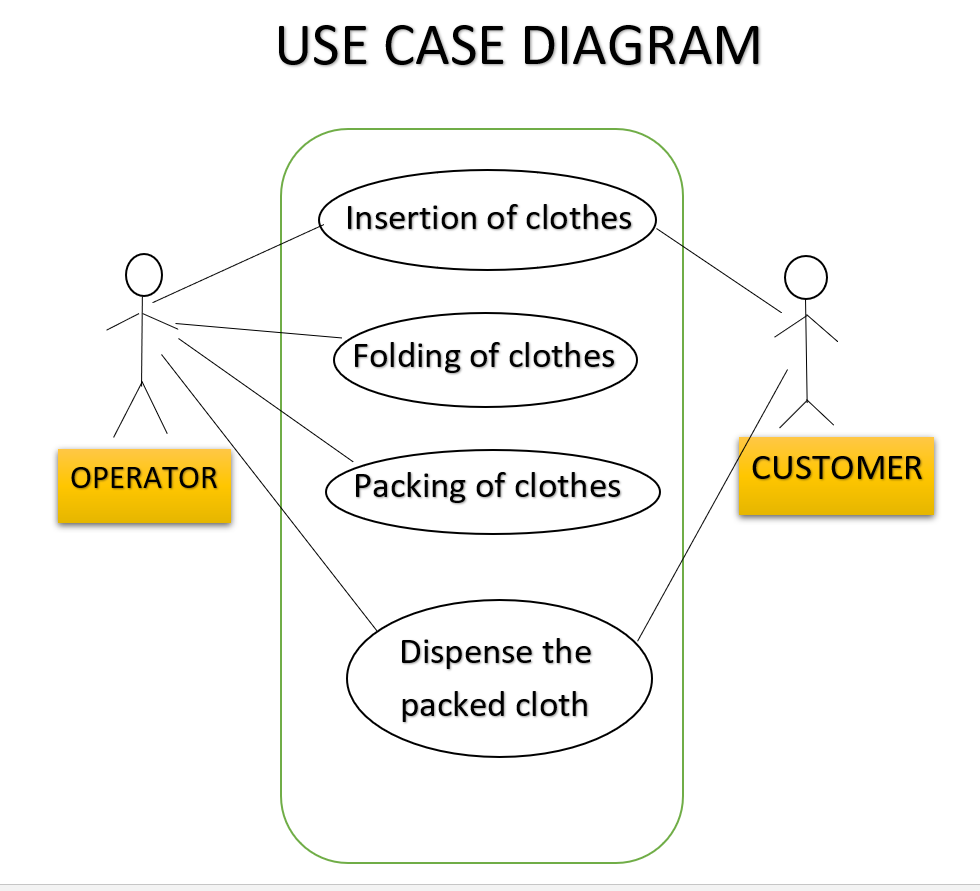 USE CASE DIAGRAM
Insertion of clothes
Folding of clothes
Packing of clothes
Dispense the
packed cloth
OPERATOR
CUSTOMER